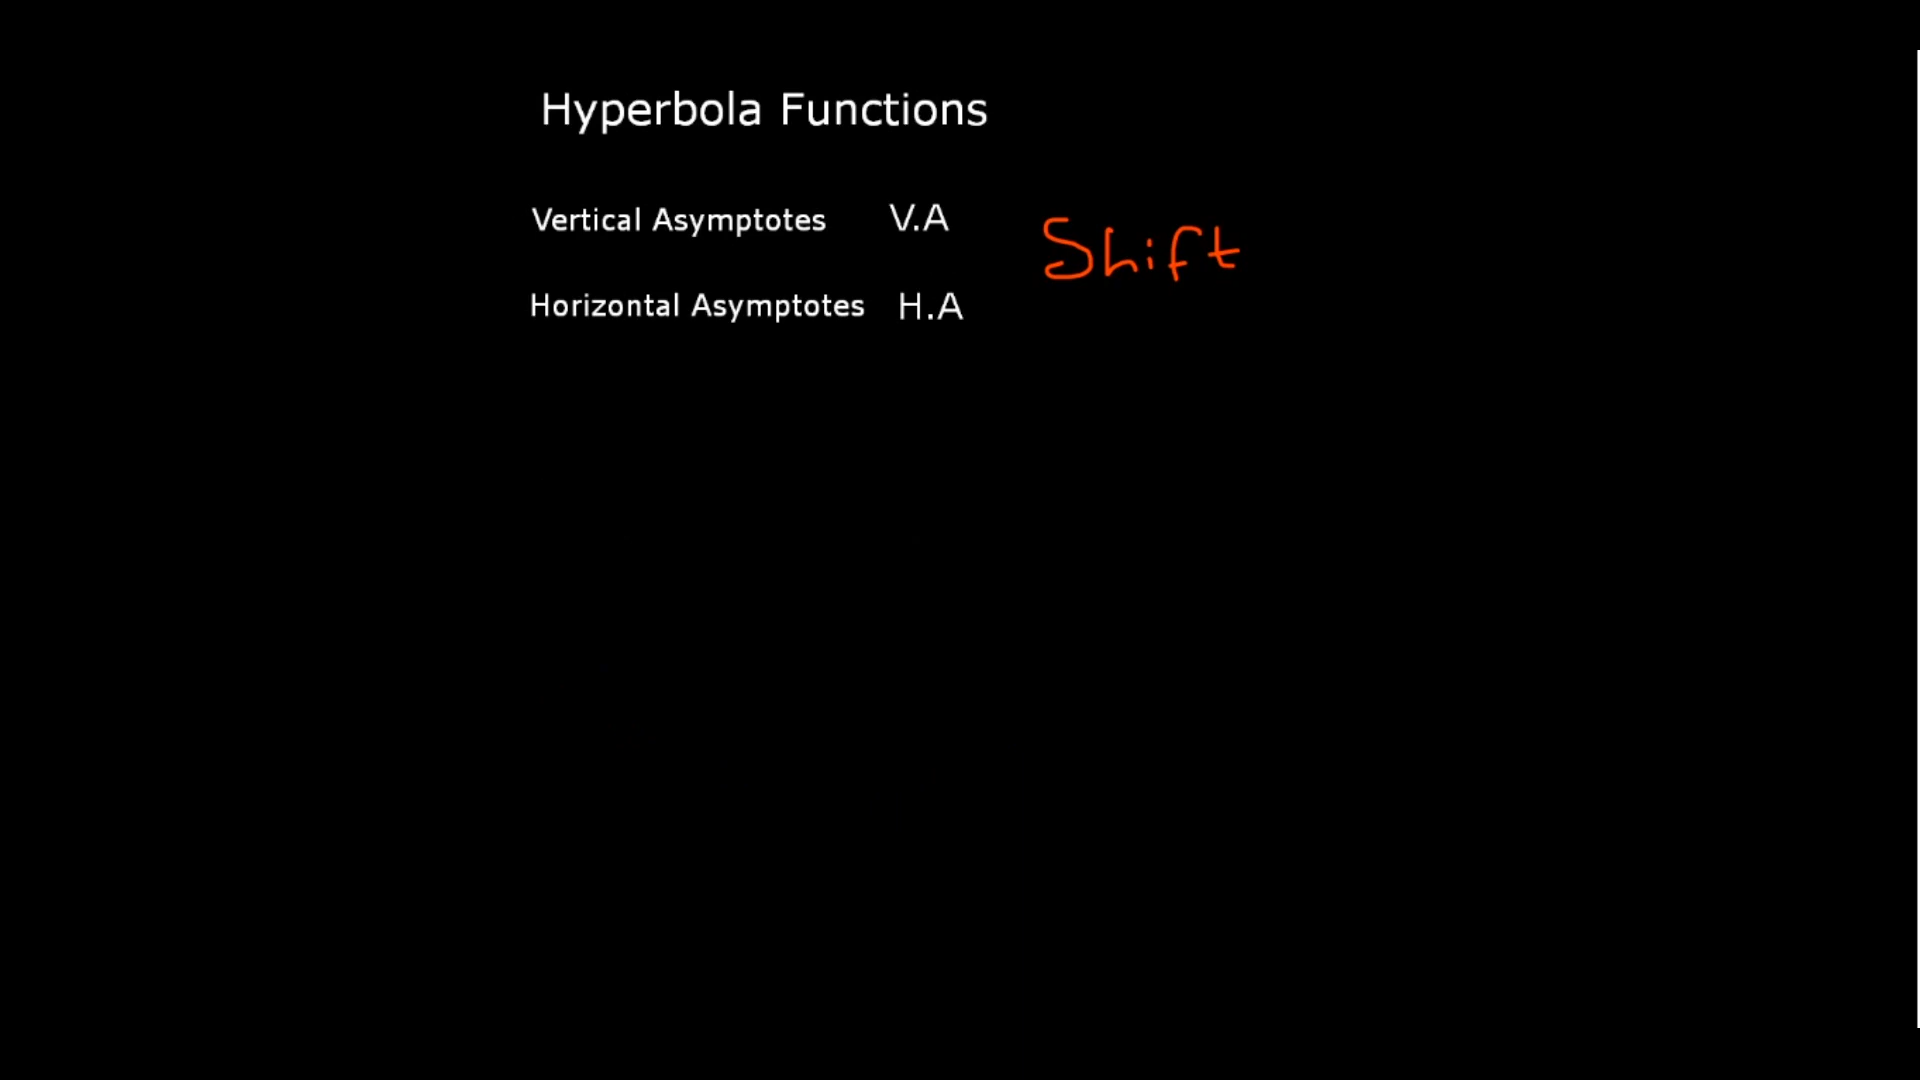 Hyperbola Functions
Vertical Asymptotes V.A
Shift
Horizontal Asymptotes H.A